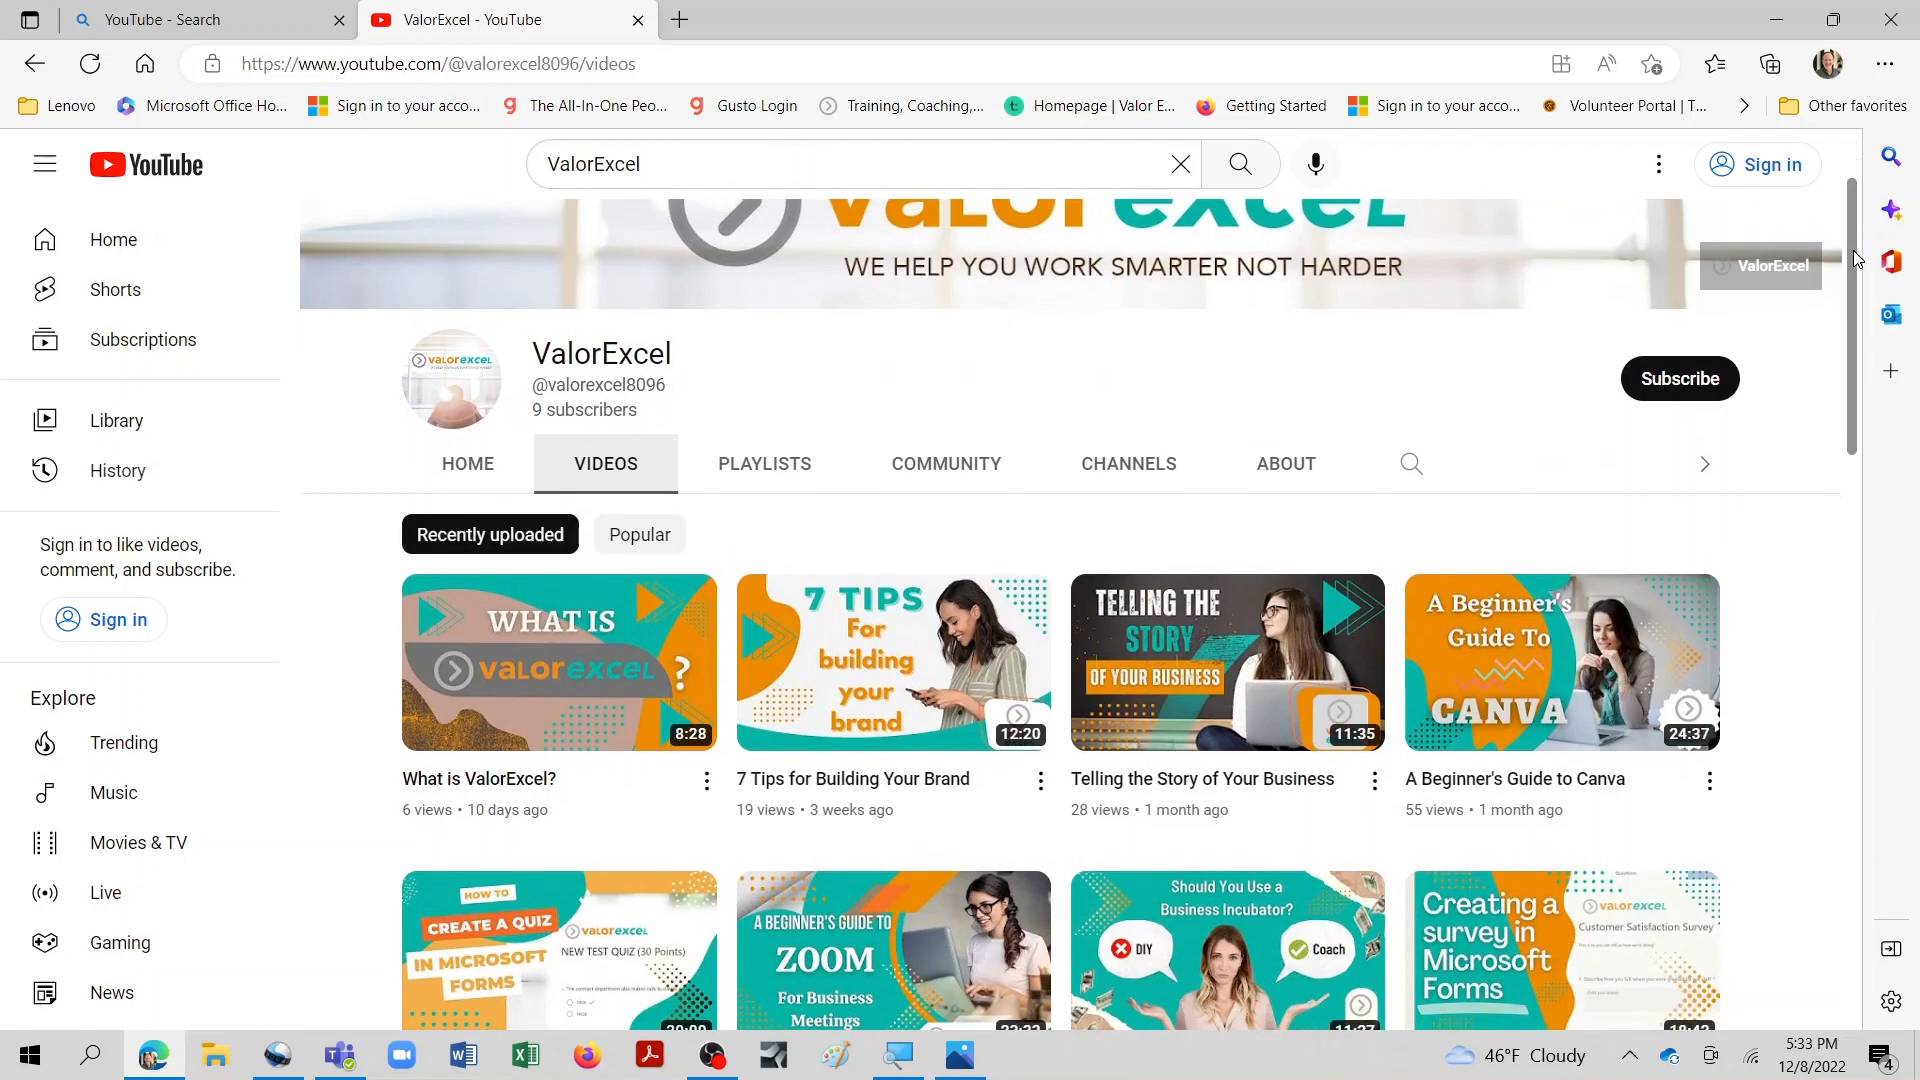 YouTube - Search
ValorExcel - YouTube
https://www.youtube.com/@valorexcel8096/videos
Lenovo
Microsoft Office Ho...
Sign in to your acco...
The All-In-One Peo...
Gusto Login
Training, Coaching,...
Homepage | Valor E...
Getting Started
Sign in to your acco...
Volunteer Portal | T...
Other favorites
YouTube
ValorExcel
Sign in
valorexcel
WE HELP YOU WORK SMARTER NOT HARDER
ValorExcel
Home
Shorts
Subscriptions
Library
History
Sign in to like videos,
comment, and subscribe.
Sign in
Explore
Trending
Music
Movies & TV
Live
Gaming
News
valorexcel
ValorExcel
@valorexcel8096
9 subscribers
Subscribe
HOME
VIDEOS
PLAYLISTS
COMMUNITY
CHANNELS
ABOUT
Recently uploaded
Popular
WHAT IS
valorexcel
?
8:28
7 TIPS
For
building
your
brand
12:20
TELLING THE
STORY
OF YOUR BUSINESS
11:35
A Beginner's
Guide To
CANVA
24:37
What is ValorExcel?
6 views • 10 days ago
7 Tips for Building Your Brand
19 views • 3 weeks ago
Telling the Story of Your Business
28 views • 1 month ago
A Beginner's Guide to Canva
55 views • 1 month ago
HOW TO
CREATE A QUIZ
IN MICROSOFT
FORMS
valorexcel
NEW TEST QUIZ (30 Points)
A BEGINNER'S GUIDE TO
ZOOM
For Business
Meetings
Should You Use a
Business Incubator?
DIY
Coach
Creating a
survey in
Microsoft
Forms
valorexcel
Customer Satisfaction Survey
46°F Cloudy
5:33 PM
12/8/2022
4